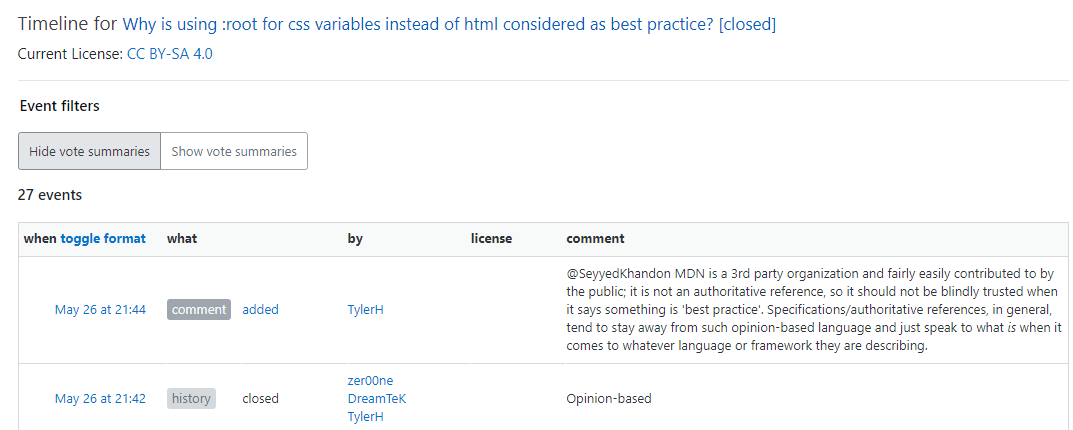 Timeline for Why is using :root for css variables instead of html considered as best practice? [closed]
Current License: CC BY-SA 4.0
Event filters
Hide vote summaries Show vote summaries
27 events
when toggle format what by license comment
@SeyyedKhandon MDN is a 3rd party organization and fairly easily contributed to by
the public; it is not an authoritative reference, so it should not be blindly trusted when
May 26 at 21:44 comment added TylerH it says something is 'best practice'. Specifications/authoritative references, in general,
tend to stay away from such opinion-based language and just speak to what is when it
comes to whatever language or framework they are describing.
zer00ne
May 26 at 21:42 history closed DreamTeK Opinion-based
TylerH